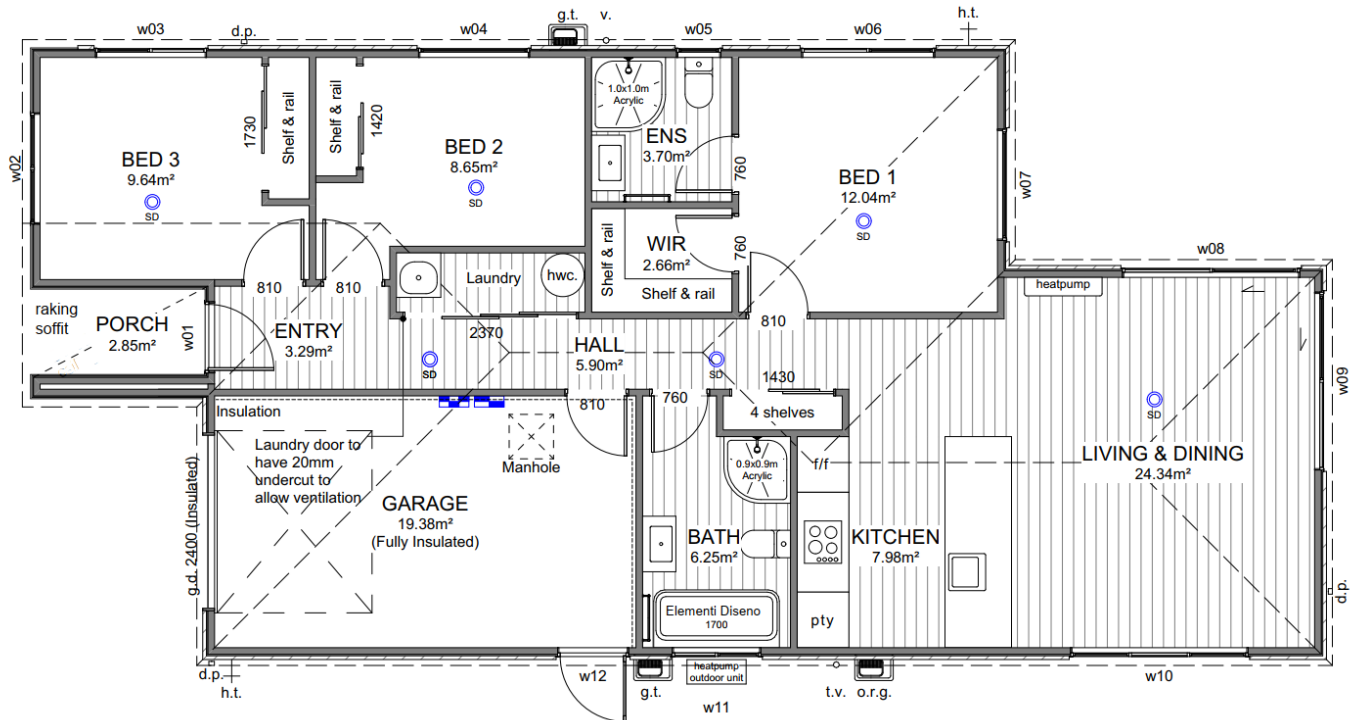 w03
d.p.
w04
g.t.
v.
w05
w06
h.t.
1.0x1.0m
Acrylic
Shelf & rail
1730
Shelf & rail
1420
BED 3
9.64m²
SD
BED 2
8.65m²
SD
ENS
3.70m²
760
BED 1
12.04m²
SD
w02
w07
WIR
2.66m²
760
Shelf & rail
Shelf & rail
Laundry
hwc.
w08
heatpump
810
810
raking
soffit
PORCH
2.85m²
w01
ENTRY
3.29m²
2370
SD
HALL
5.90m²
810
SD
1430
4 shelves
w09
SD
Insulation
810
760
Laundry door to
have 20mm
undercut to
allow ventilation
Manhole
0.9x0.9m
Acrylic
f/f
LIVING & DINING
24.34m²
g.d. 2400 (Insulated)
GARAGE
19.38m²
(Fully Insulated)
BATH
6.25m²
KITCHEN
7.98m²
d.p.
Elementi Diseno
1700
pty
d.p.
h.t.
w12
g.t.
heatpump
outdoor unit
w11
t.v.
o.r.g.
w10